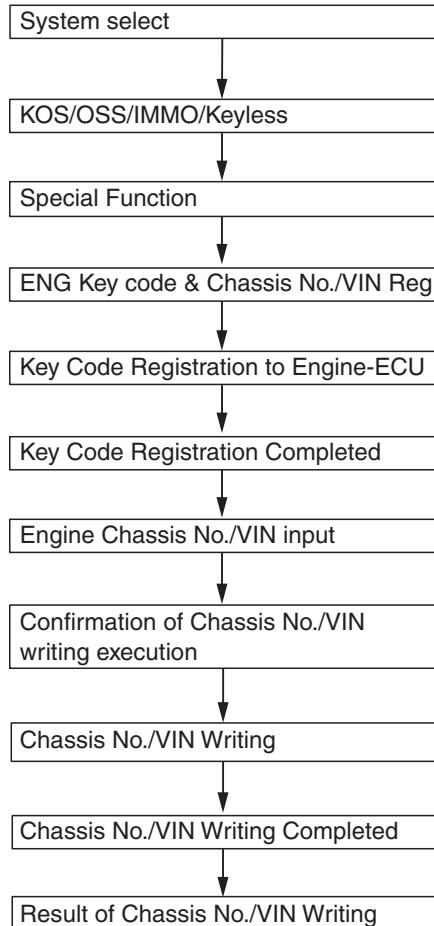 System select
KOS/OSS/IMMO/Keyless
Special Function
ENG Key code & Chassis No./VIN Reg
Key Code Registration to Engine-ECU
Key Code Registration Completed
Engine Chassis No./VIN input
Confirmation of Chassis No./VIN
writing execution
Chassis No./VIN Writing
Chassis No./VIN Writing Completed
Result of Chassis No./VIN Writing